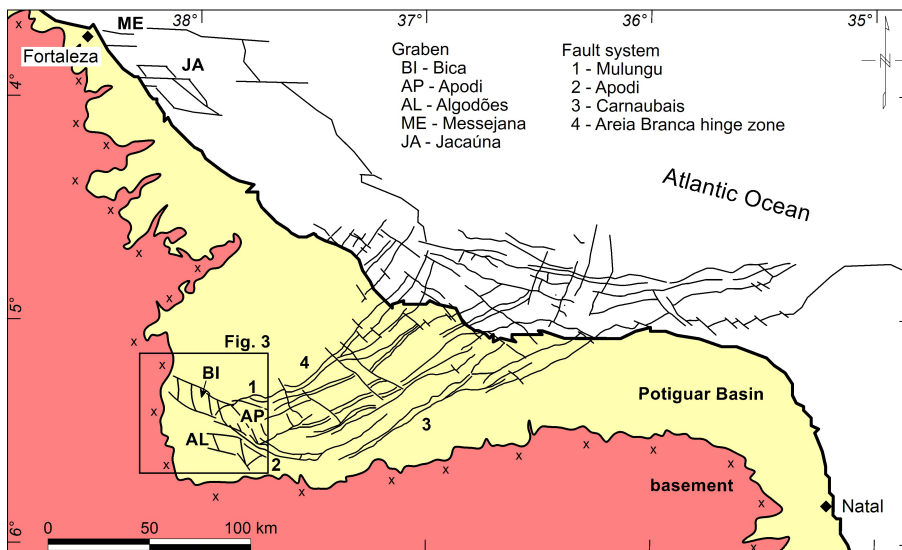 38°
37°
36°
35°
ME
Fortaleza
JA
N
4°
5°
6°
Graben
BI - Bica
AP - Apodi
AL - Algodões
ME - Messejana
JA - Jacaúna
Fault system
1 - Mulungu
2 - Apodi
3 - Carnaubais
4 - Areia Branca hinge zone
Atlantic Ocean
Fig. 3
BI
1
4
AP
AL
2
3
Potiguar Basin
basement
Natal
0 50 100 km